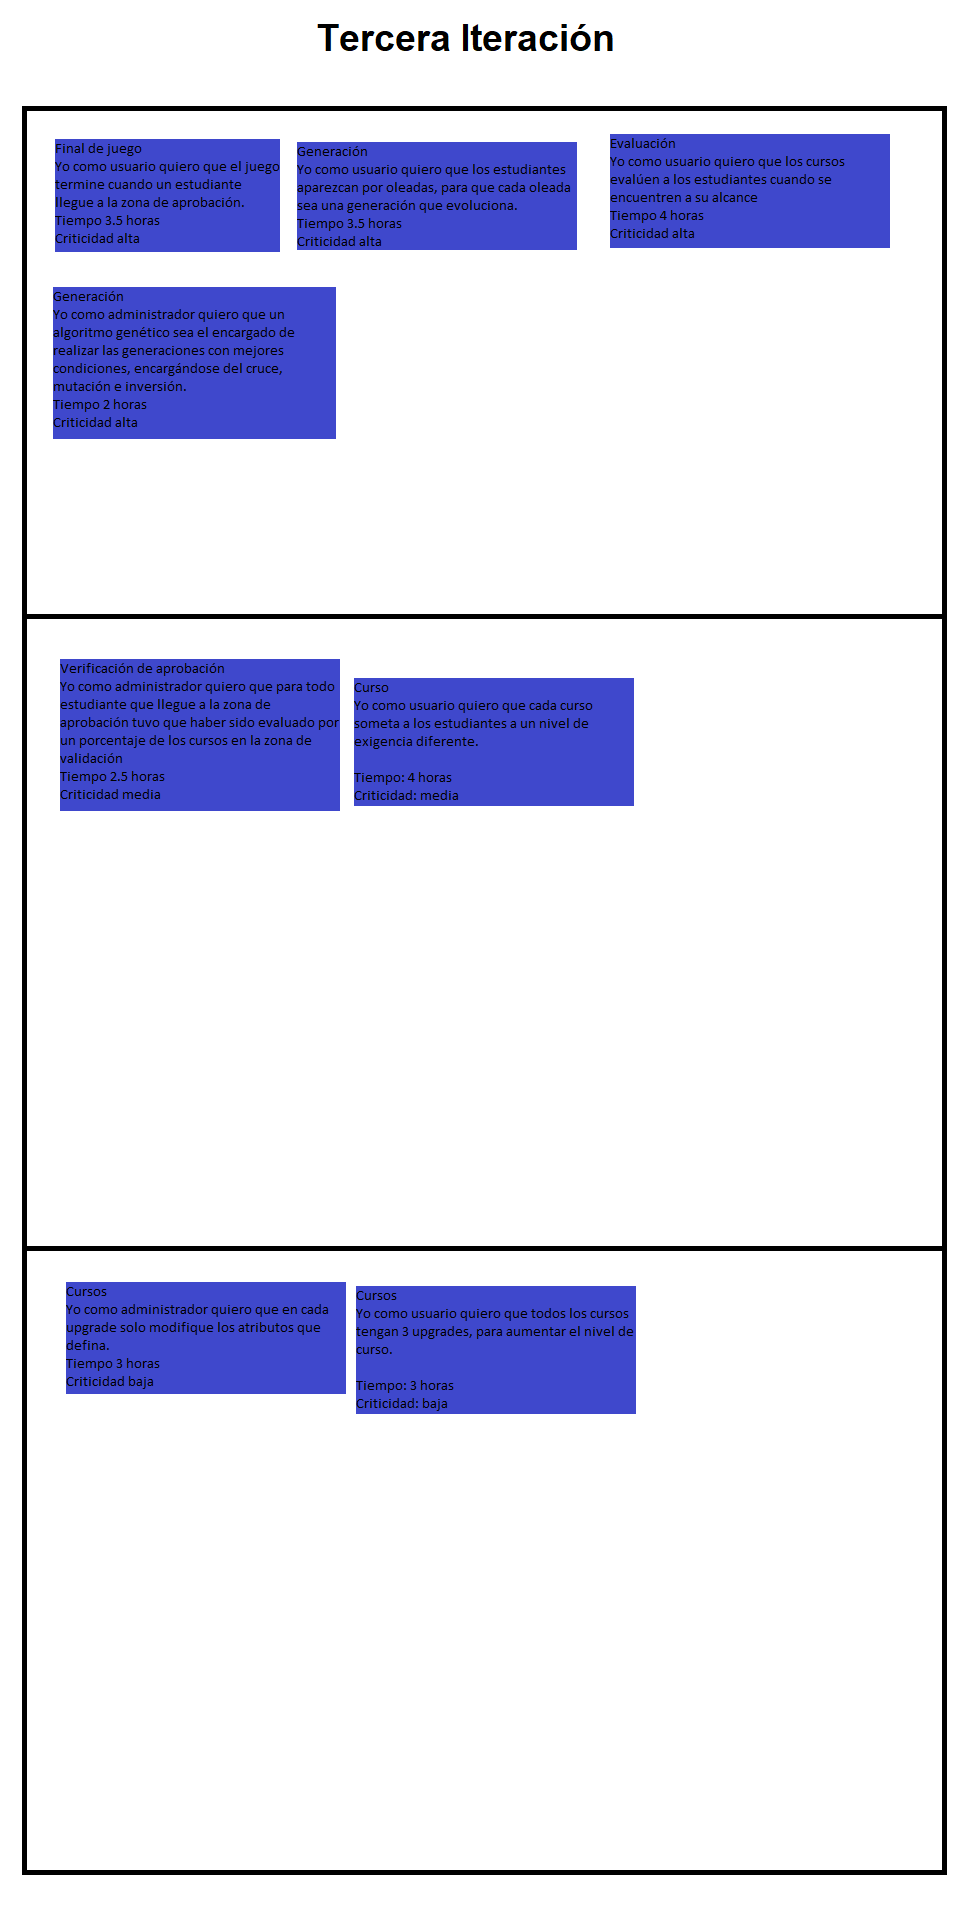 Tercera Iteración
Final de juego
Yo como usuario quiero que el juego
termine cuando un estudiante
llegue a la zona de aprobación.
Tiempo 3.5 horas
Criticidad alta
Generación
Yo como usuario quiero que los estudiantes
aparezcan por oleadas, para que cada oleada
sea una generación que evoluciona.
Tiempo 3.5 horas
Criticidad alta
Evaluación
Yo como usuario quiero que los cursos
evalúen a los estudiantes cuando se
encuentren a su alcance
Tiempo 4 horas
Criticidad alta
Generación
Yo como administrador quiero que un
algoritmo genético sea el encargado de
realizar las generaciones con mejores
condiciones, encargándose del cruce,
mutación e inversión.
Tiempo 2 horas
Criticidad alta
Verificación de aprobación
Yo como administrador quiero que para todo
estudiante que llegue a la zona de
aprobación tuvo que haber sido evaluado por
un porcentaje de los cursos en la zona de
validación
Tiempo 2.5 horas
Criticidad media
Curso
Yo como usuario quiero que cada curso
someta a los estudiantes a un nivel de
exigencia diferente.
Tiempo: 4 horas
Criticidad: media
Cursos
Yo como administrador quiero que en cada
upgrade solo modifique los atributos que
defina.
Tiempo 3 horas
Criticidad baja
Cursos
Yo como usuario quiero que todos los cursos
tengan 3 upgrades, para aumentar el nivel de
curso.
Tiempo: 3 horas
Criticidad: baja